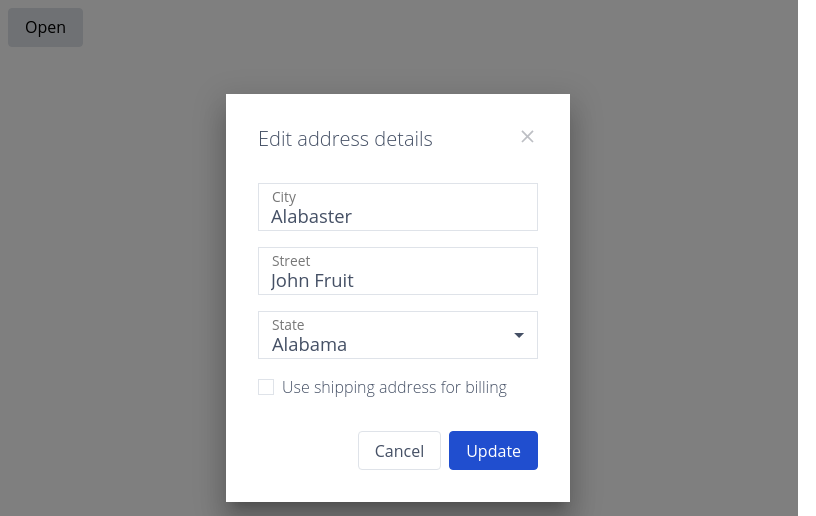 Open
Edit address details
City
Alabaster
Street
John Fruit
State
Alabama
Use shipping address for billing
Cancel
Update